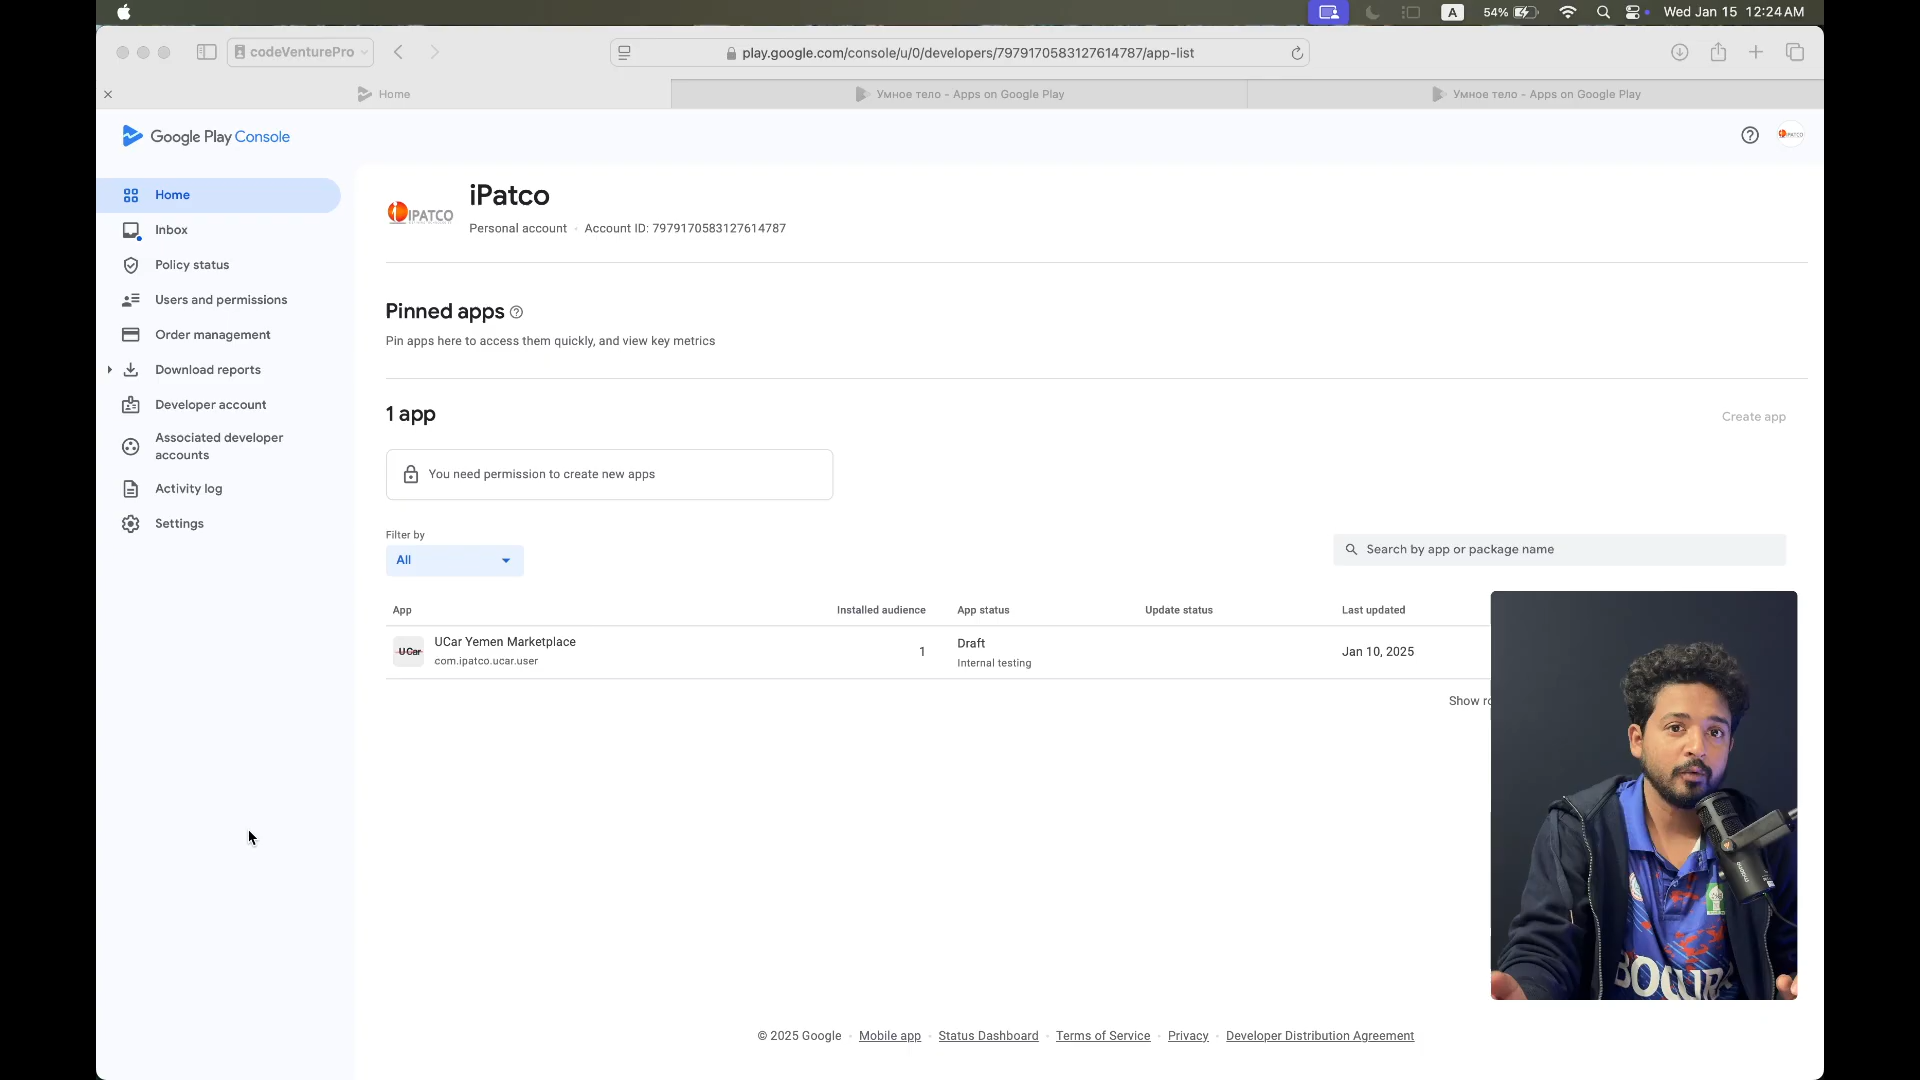 A
54%
Wed Jan 15 12:24 AM
codeVenturePro
play.google.com/console/u/0/developers/7979170583127614787/app-list
Home
Умное тело - Apps on Google Play
Умное тело - Apps on Google Play
Google Play Console
IPATCO
Home
Inbox
Policy status
Users and permissions
Order management
Download reports
Developer account
Associated developer
accounts
Activity log
Settings
IPATCO
iPatco
Personal account · Account ID: 7979170583127614787
Pinned apps
Pin apps here to access them quickly, and view key metrics
1 app
Create app
You need permission to create new apps
Filter by
All
Search by app or package name
App
Installed audience
App status
Update status
Last updated
UCar
UCar Yemen Marketplace
com.ipatco.ucar.user
1
Draft
Internal testing
Jan 10, 2025
Show ro
© 2025 Google · Mobile app · Status Dashboard · Terms of Service · Privacy · Developer Distribution Agreement